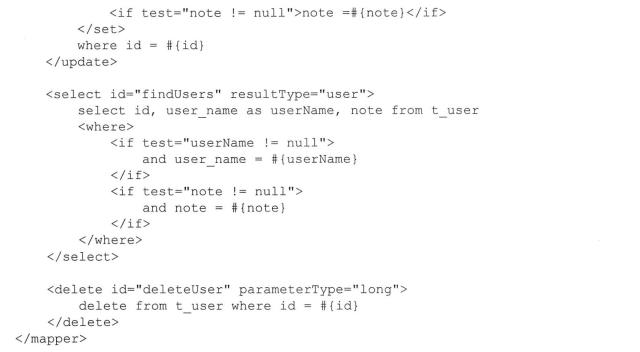 <if test="note != null">note =#{note}</if>
        </set>
        where id = #{id}
    </update>

    <select id="findUsers" resultType="user">
        select id, user_name as userName, note from t_user
        <where>
            <if test="userName != null">
                and user_name = #{userName}
            </if>
            <if test="note != null">
                and note = #{note}
            </if>
        </where>
    </select>

    <delete id="deleteUser" parameterType="long">
        delete from t_user where id = #{id}
    </delete>
</mapper>